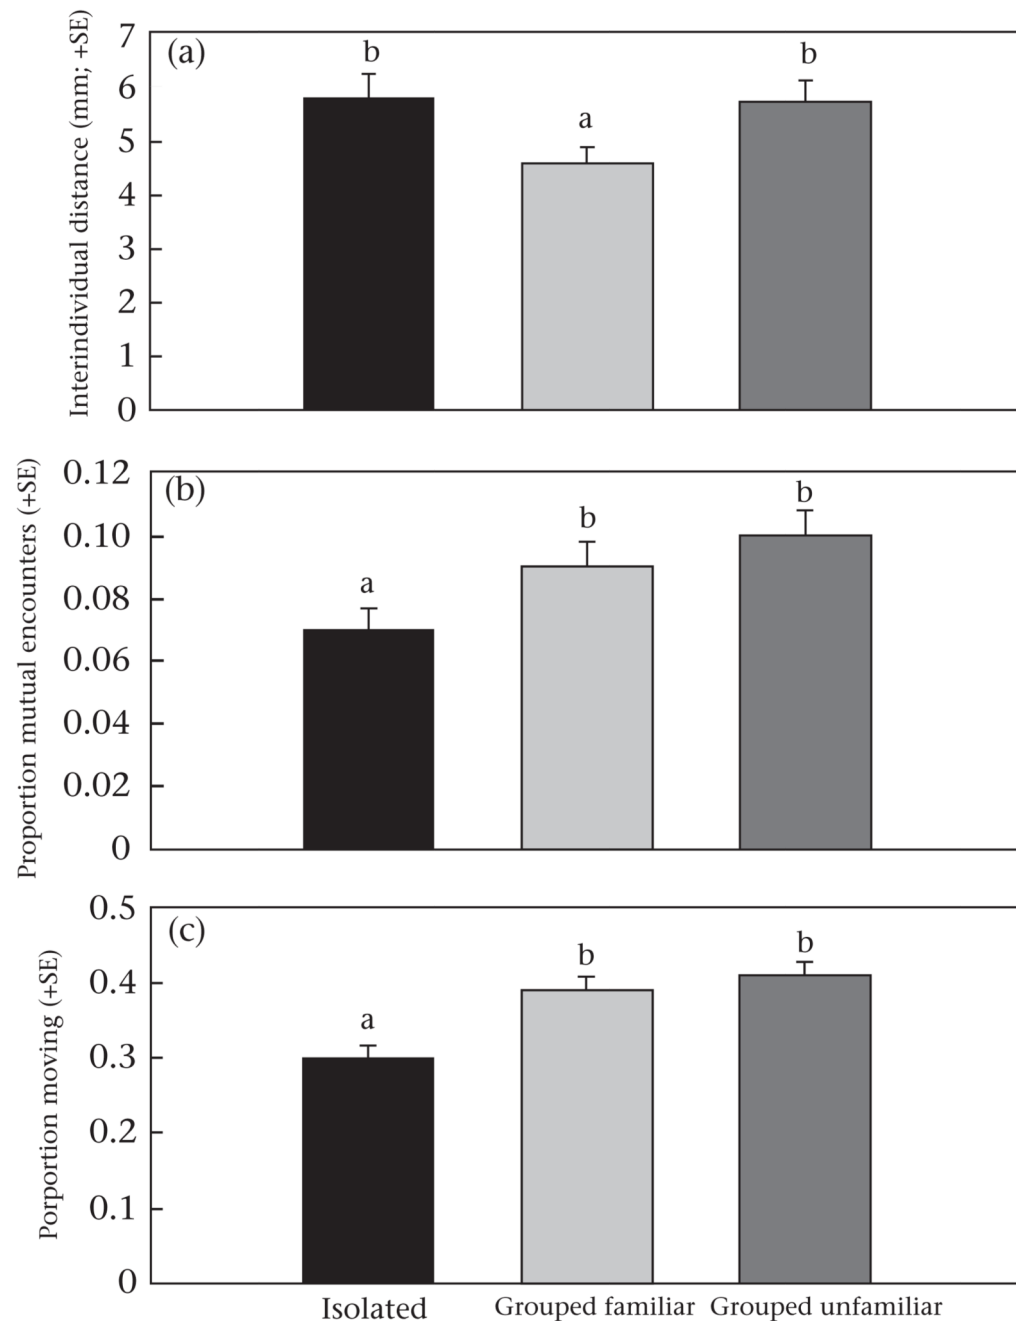 Interindividual distance (mm; +SE)
7
6
5
4
3
2
1
0
(a)
b
a
b
Proportion mutual encounters (+SE)
0.12
0.10
0.08
0.06
0.04
0.02
0
(b)
a
b
b
Porportion moving (+SE)
0.5
0.4
0.3
0.2
0.1
0
(c)
a
b
b
Isolated Grouped familiar Grouped unfamiliar